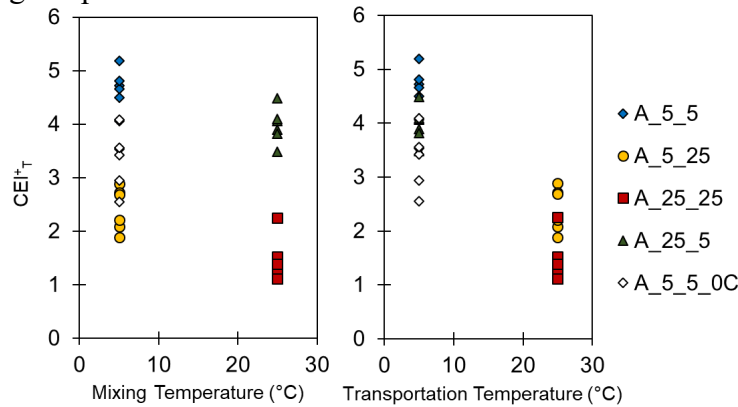 6
5
4
3
2
1
0
CEI⁺T
0 10 20 30
Mixing Temperature (°C)
6
5
4
3
2
1
0
0 10 20 30
Transportation Temperature (°C)
A_5_5
A_5_25
A_25_25
A_25_5
A_5_5_0C